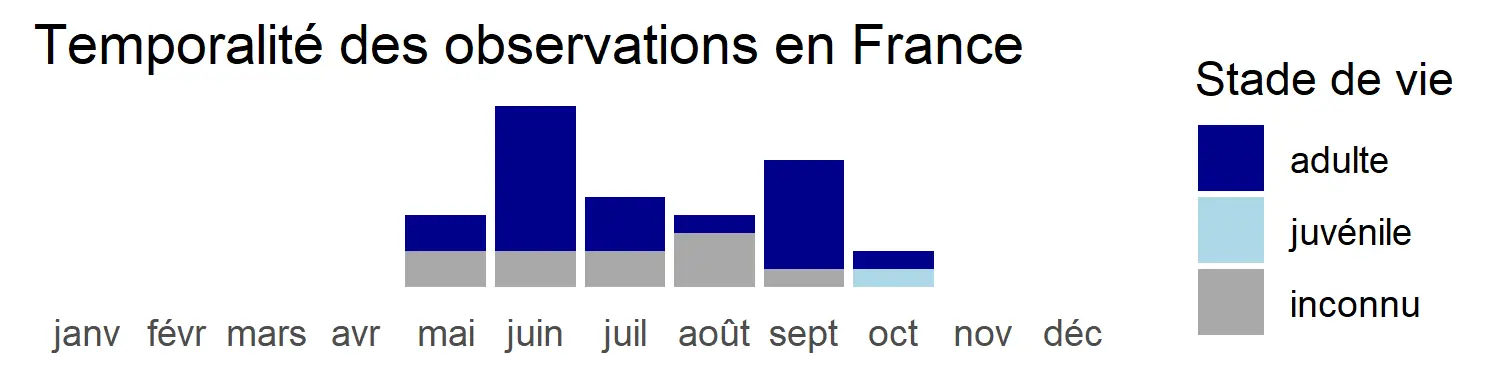 Temporalité des observations en France
Stade de vie
adulte
juvénile
inconnu
janv févr mars avr mai juin juil août sept oct nov déc